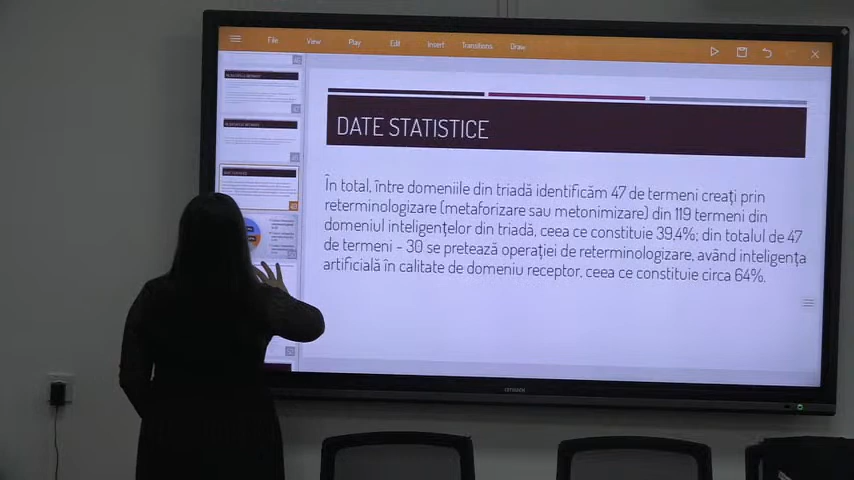 File View Play Edit Insert Transitions Draw
DATE STATISTICE
În total, între domeniile din triadă identificăm 47 de termeni creați prin
reterminologizare (metaforizare sau metonimizare) din 119 termeni din
domeniul inteligențelor din triadă, ceea ce constituie 39,4%; din totalul de 47
de termeni - 30 se pretează operației de reterminologizare, având inteligența
artificială în calitate de domeniu receptor, ceea ce constituie circa 64%.